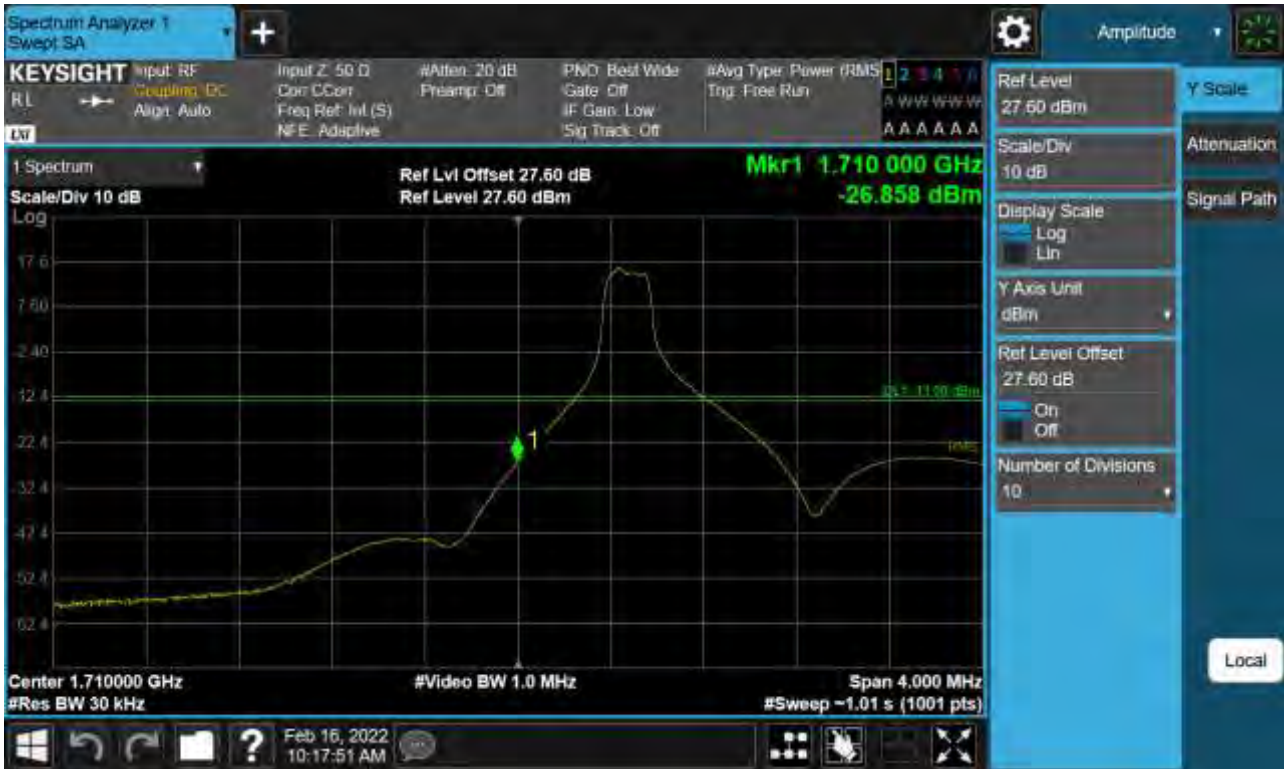 Spectrum Analyzer 1
Swept SA
Amplitude
KEYSIGHT
Input: RF
Coupling: DC
Align: Auto
RL
LXI
Input Z: 50 Ω
Corr CCorr
Freq Ref: Int (S)
NFE: Adaptive
#Atten: 20 dB
Preamp: Off
PNO: Best Wide
Gate: Off
IF Gain: Low
Sig Track: Off
#Avg Type: Power (RMS
Trig: Free Run
1 2 3 4 5 6
A W W W W W
A A A A A A
1 Spectrum
Scale/Div 10 dB
Ref Lvl Offset 27.60 dB
Ref Level 27.60 dBm
Mkr1 1.710 000 GHz
-26.858 dBm
Log
17.6
7.60
-2.40
-12.4
-22.4
-32.4
-42.4
-52.4
-62.4
1
RMS
Center 1.710000 GHz
#Res BW 30 kHz
#Video BW 1.0 MHz
Span 4.000 MHz
#Sweep ~1.01 s (1001 pts)
Ref Level
27.60 dBm
Scale/Div
10 dB
Display Scale
Log
Lin
Y Axis Unit
dBm
Ref Level Offset
27.60 dB
On
Off
Number of Divisions
10
Y Scale
Attenuation
Signal Path
Local
?
Feb 16, 2022
10:17:51 AM